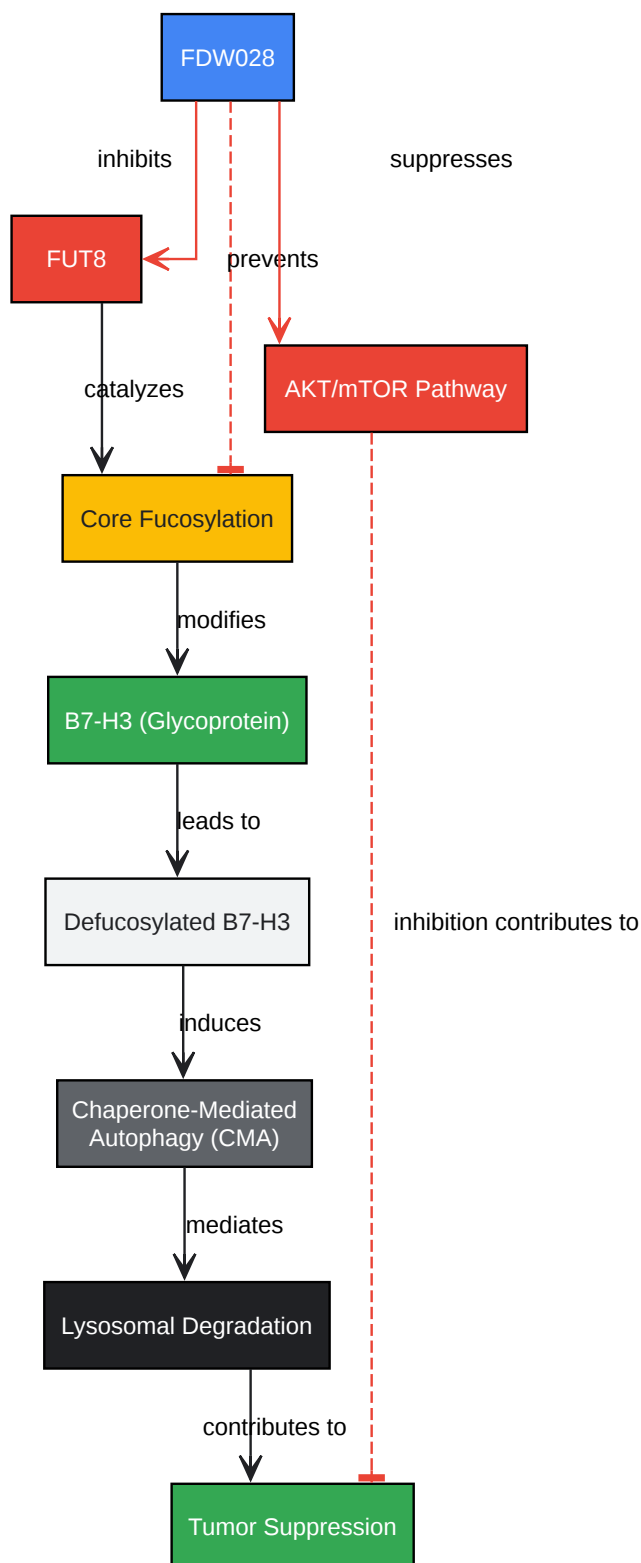 FDW028
inhibits
suppresses
FUT8
prevents
AKT/mTOR Pathway
catalyzes
Core Fucosylation
modifies
B7-H3 (Glycoprotein)
leads to
Defucosylated B7-H3
inhibition contributes to
induces
Chaperone-Mediated
Autophagy (CMA)
mediates
Lysosomal Degradation
contributes to
Tumor Suppression